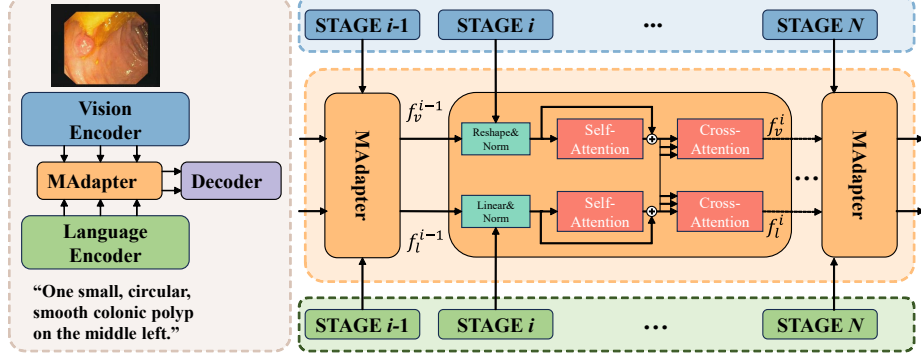 Vision
Encoder
MAdapter
Decoder
Language
Encoder
“One small, circular,
smooth colonic polyp
on the middle left.”
STAGE i-1
STAGE i
...
STAGE N
MAdapter
f_v^{i-1}
f_l^{i-1}
Reshape&
Norm
Self-
Attention
Cross-
Attention
f_v^i
Linear&
Norm
Self-
Attention
Cross-
Attention
f_l^i
...
MAdapter
STAGE i-1
STAGE i
...
STAGE N